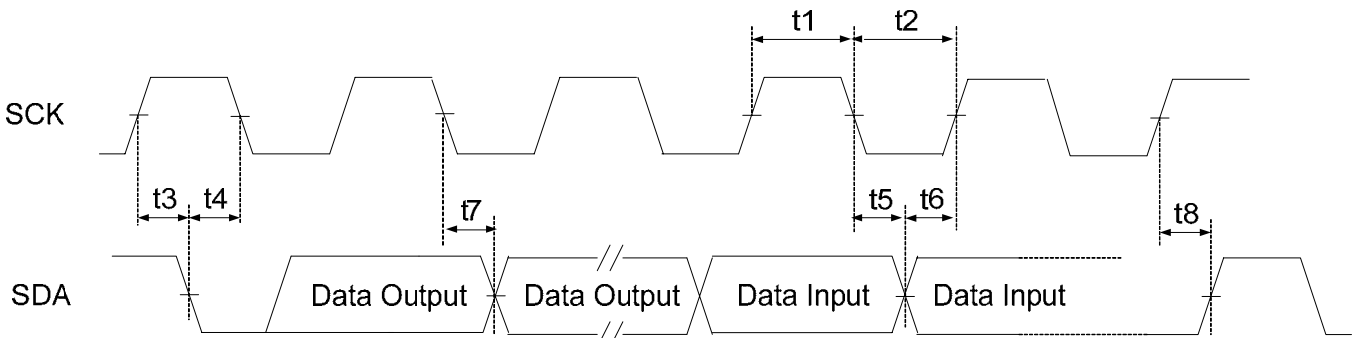 t1 t2
SCK
t3 t4 t7 t5 t6 t8
SDA Data Output Data Output Data Input Data Input